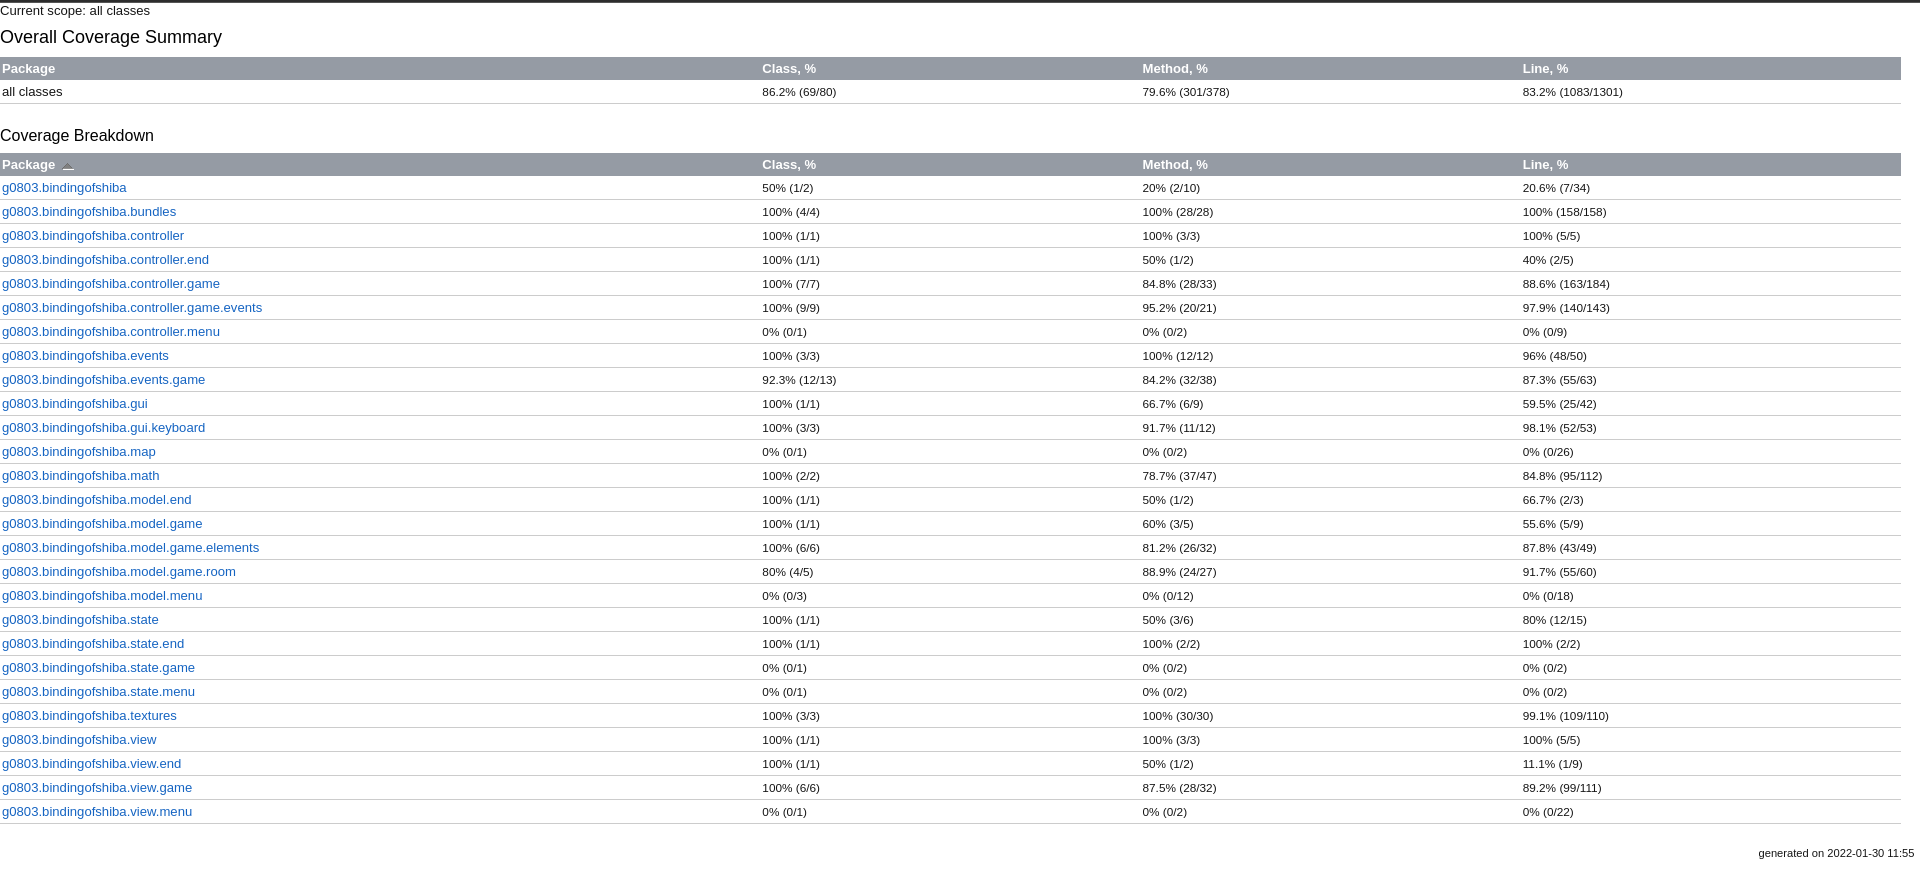 Current scope: all classes
Overall Coverage Summary
Package Class, % Method, % Line, %
all classes 86.2% (69/80) 79.6% (301/378) 83.2% (1083/1301)
Coverage Breakdown
Package Class, % Method, % Line, %
g0803.bindingofshiba 50% (1/2) 20% (2/10) 20.6% (7/34)
g0803.bindingofshiba.bundles 100% (4/4) 100% (28/28) 100% (158/158)
g0803.bindingofshiba.controller 100% (1/1) 100% (3/3) 100% (5/5)
g0803.bindingofshiba.controller.end 100% (1/1) 50% (1/2) 40% (2/5)
g0803.bindingofshiba.controller.game 100% (7/7) 84.8% (28/33) 88.6% (163/184)
g0803.bindingofshiba.controller.game.events 100% (9/9) 95.2% (20/21) 97.9% (140/143)
g0803.bindingofshiba.controller.menu 0% (0/1) 0% (0/2) 0% (0/9)
g0803.bindingofshiba.events 100% (3/3) 100% (12/12) 96% (48/50)
g0803.bindingofshiba.events.game 92.3% (12/13) 84.2% (32/38) 87.3% (55/63)
g0803.bindingofshiba.gui 100% (1/1) 66.7% (6/9) 59.5% (25/42)
g0803.bindingofshiba.gui.keyboard 100% (3/3) 91.7% (11/12) 98.1% (52/53)
g0803.bindingofshiba.map 0% (0/1) 0% (0/2) 0% (0/26)
g0803.bindingofshiba.math 100% (2/2) 78.7% (37/47) 84.8% (95/112)
g0803.bindingofshiba.model.end 100% (1/1) 50% (1/2) 66.7% (2/3)
g0803.bindingofshiba.model.game 100% (1/1) 60% (3/5) 55.6% (5/9)
g0803.bindingofshiba.model.game.elements 100% (6/6) 81.2% (26/32) 87.8% (43/49)
g0803.bindingofshiba.model.game.room 80% (4/5) 88.9% (24/27) 91.7% (55/60)
g0803.bindingofshiba.model.menu 0% (0/3) 0% (0/12) 0% (0/18)
g0803.bindingofshiba.state 100% (1/1) 50% (3/6) 80% (12/15)
g0803.bindingofshiba.state.end 100% (1/1) 100% (2/2) 100% (2/2)
g0803.bindingofshiba.state.game 0% (0/1) 0% (0/2) 0% (0/2)
g0803.bindingofshiba.state.menu 0% (0/1) 0% (0/2) 0% (0/2)
g0803.bindingofshiba.textures 100% (3/3) 100% (30/30) 99.1% (109/110)
g0803.bindingofshiba.view 100% (1/1) 100% (3/3) 100% (5/5)
g0803.bindingofshiba.view.end 100% (1/1) 50% (1/2) 11.1% (1/9)
g0803.bindingofshiba.view.game 100% (6/6) 87.5% (28/32) 89.2% (99/111)
g0803.bindingofshiba.view.menu 0% (0/1) 0% (0/2) 0% (0/22)
generated on 2022-01-30 11:55